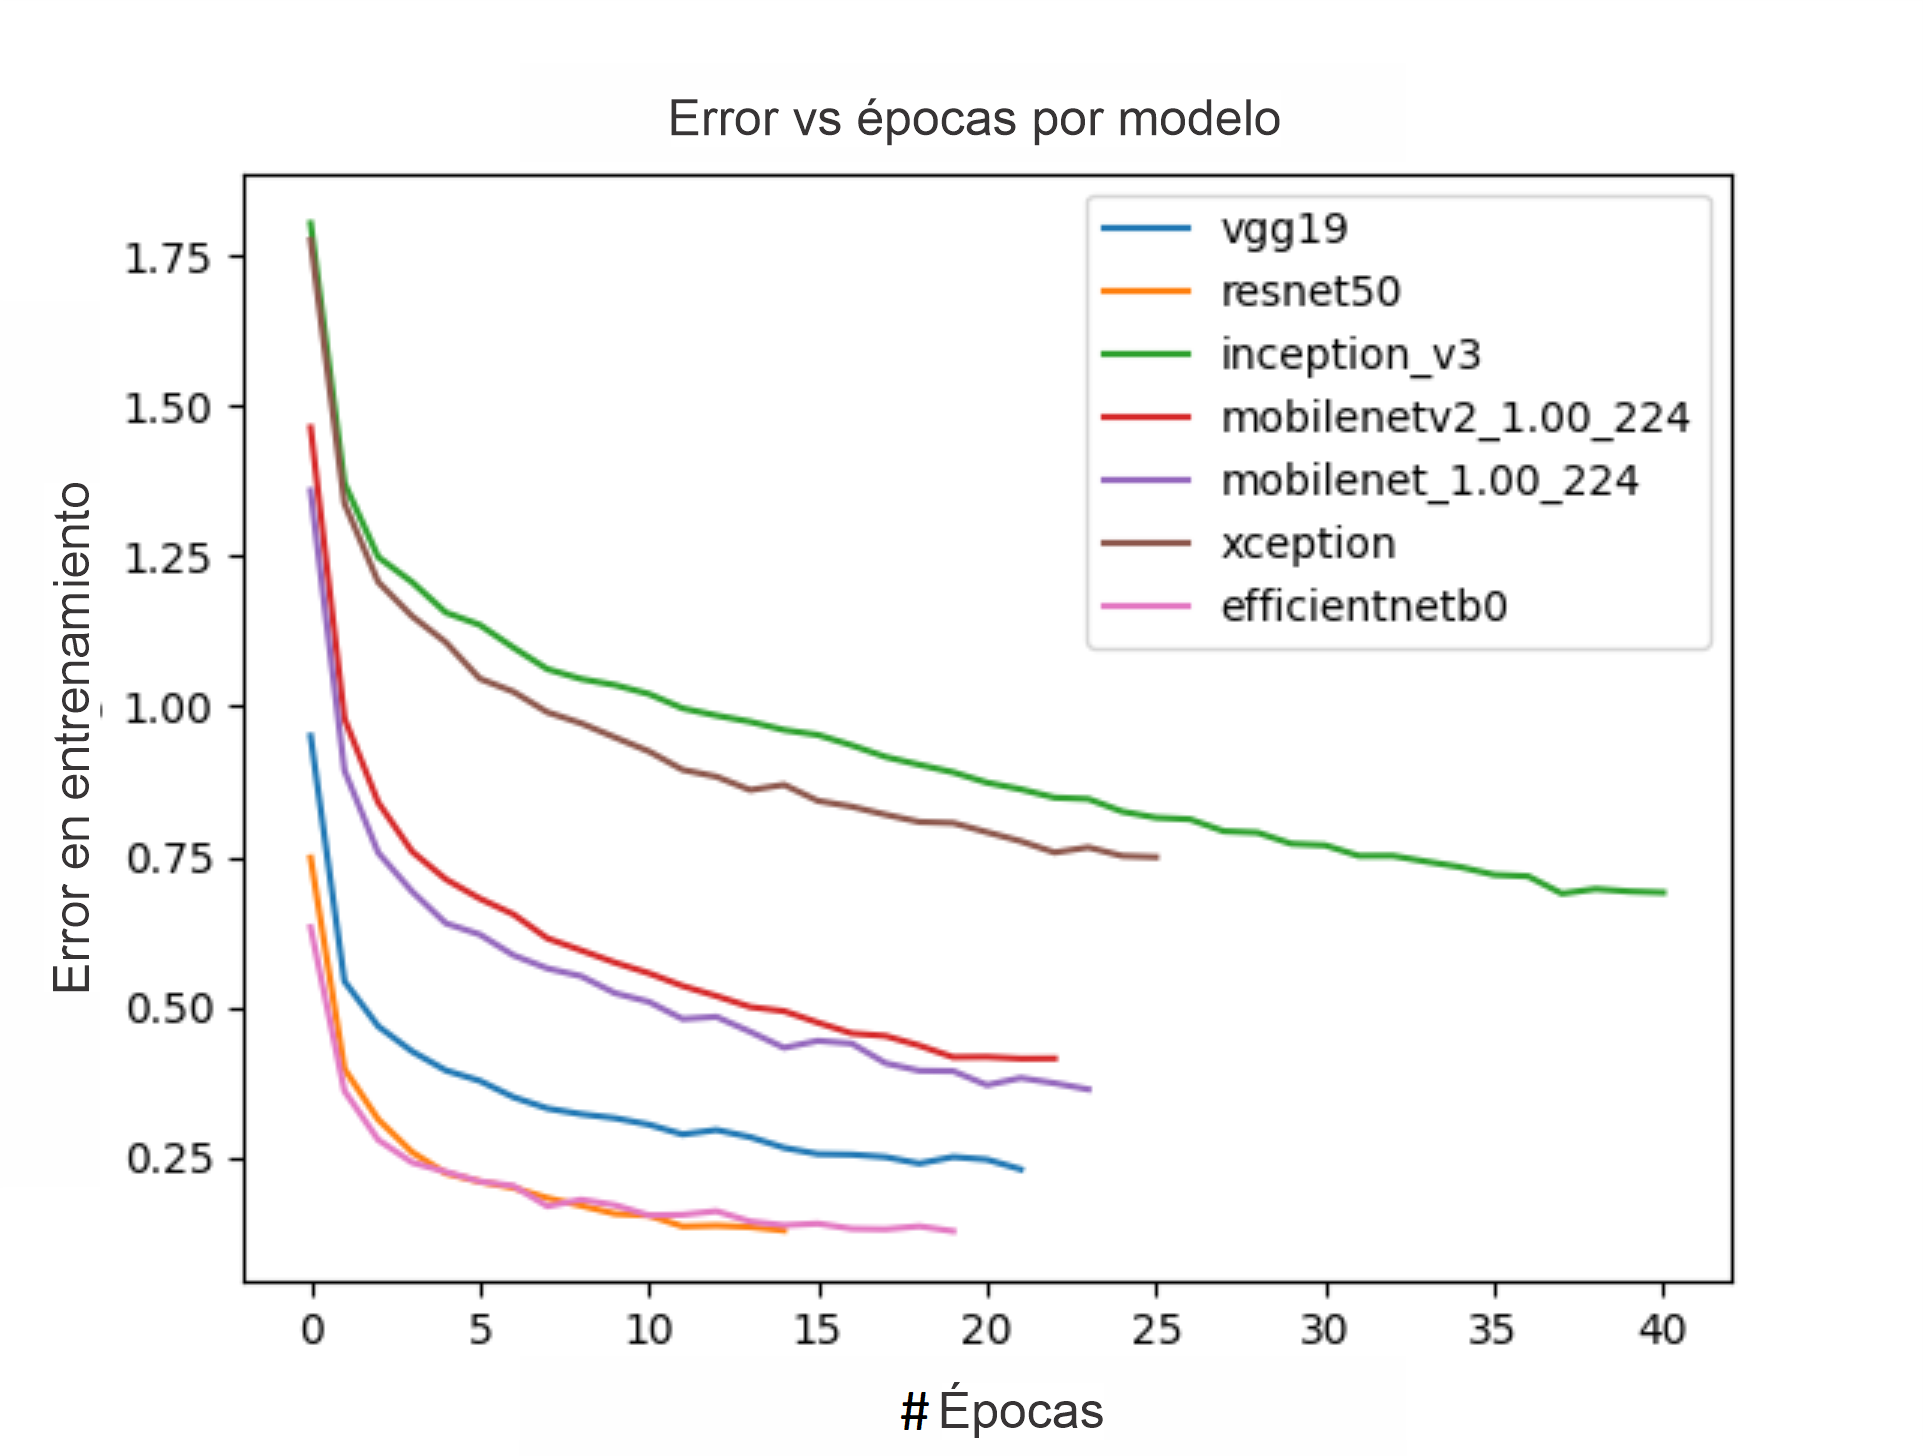 Error vs épocas por modelo
vgg19
resnet50
inception_v3
mobilenetv2_1.00_224
mobilenet_1.00_224
xception
efficientnetb0
Error en entrenamiento
1.75
1.50
1.25
1.00
0.75
0.50
0.25
0 5 10 15 20 25 30 35 40
# Épocas